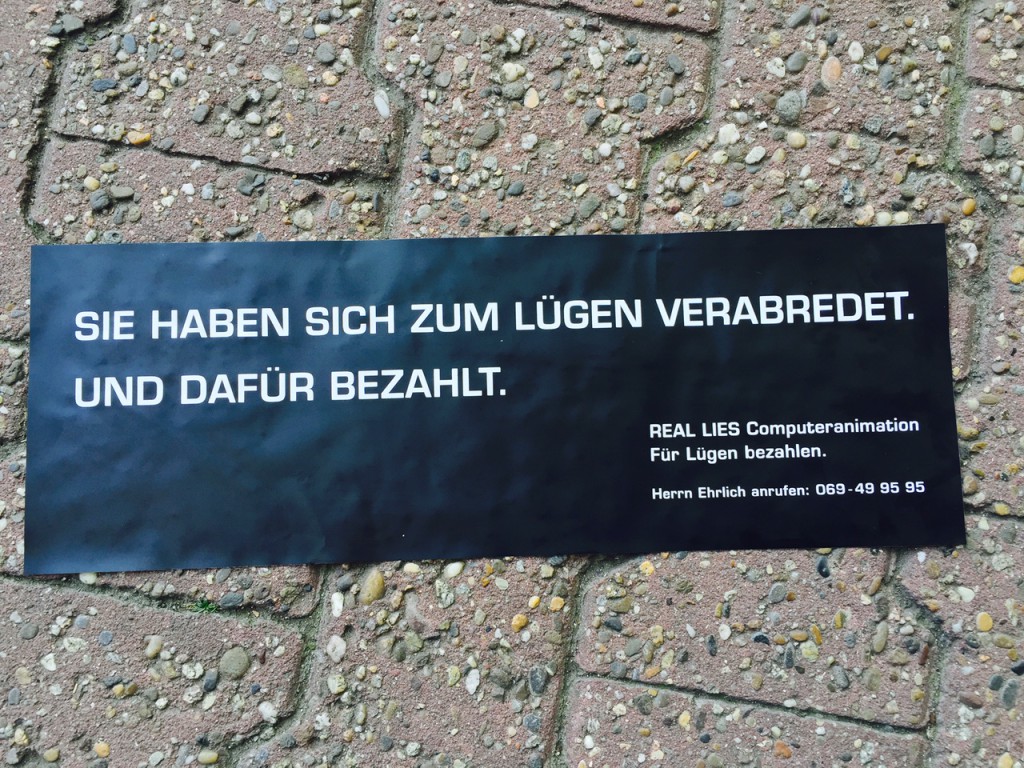 SIE HABEN SICH ZUM LÜGEN VERABREDET.
UND DAFÜR BEZAHLT.
REAL LIES Computeranimation
Für Lügen bezahlen.
Herrn Ehrlich anrufen: 069-49 95 95